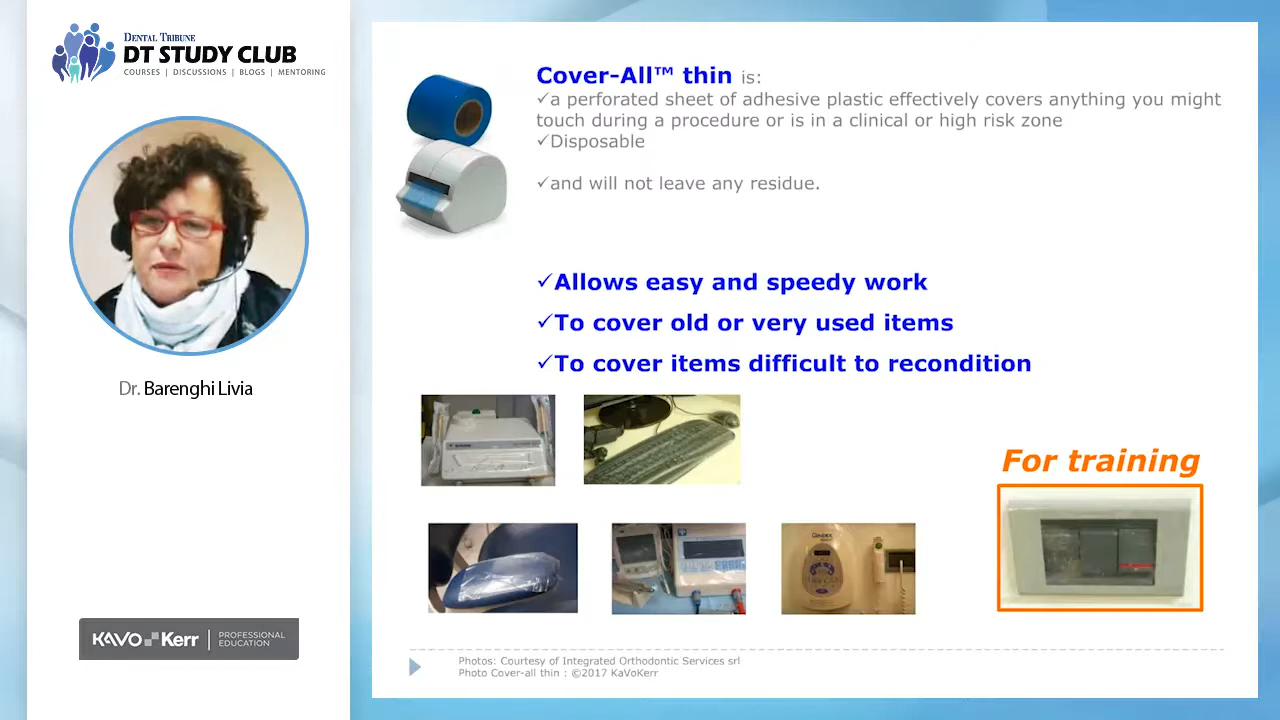 DENTAL TRIBUNE
DT STUDY CLUB
COURSES | DISCUSSIONS | BLOGS | MENTORING
Dr. Barenghi Livia
KAVO Kerr | PROFESSIONAL EDUCATION
Cover-All™ thin is:
✓a perforated sheet of adhesive plastic effectively covers anything you might
touch during a procedure or is in a clinical or high risk zone
✓Disposable
✓and will not leave any residue.
✓Allows easy and speedy work
✓To cover old or very used items
✓To cover items difficult to recondition
Gendex
For training
Photos: Courtesy of Integrated Orthodontic Services srl
Photo Cover-all thin : ©2017 KaVoKerr